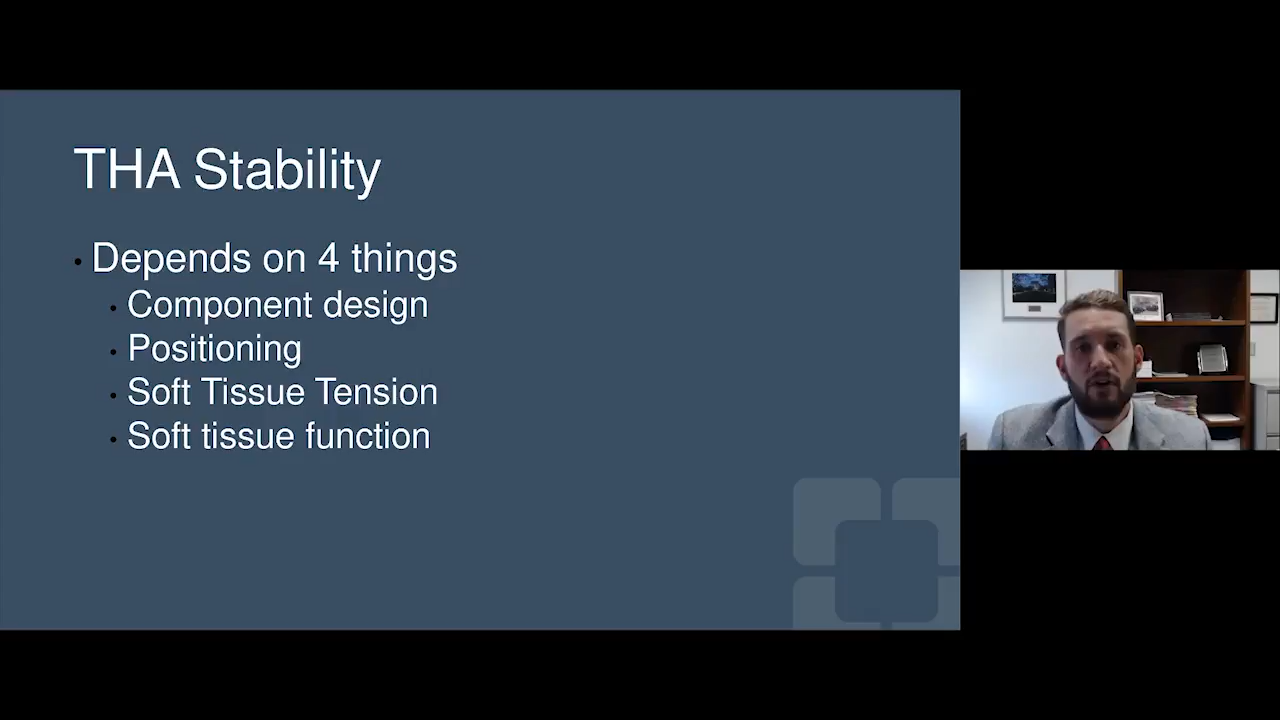 THA Stability
• Depends on 4 things
• Component design
• Positioning
• Soft Tissue Tension
• Soft tissue function